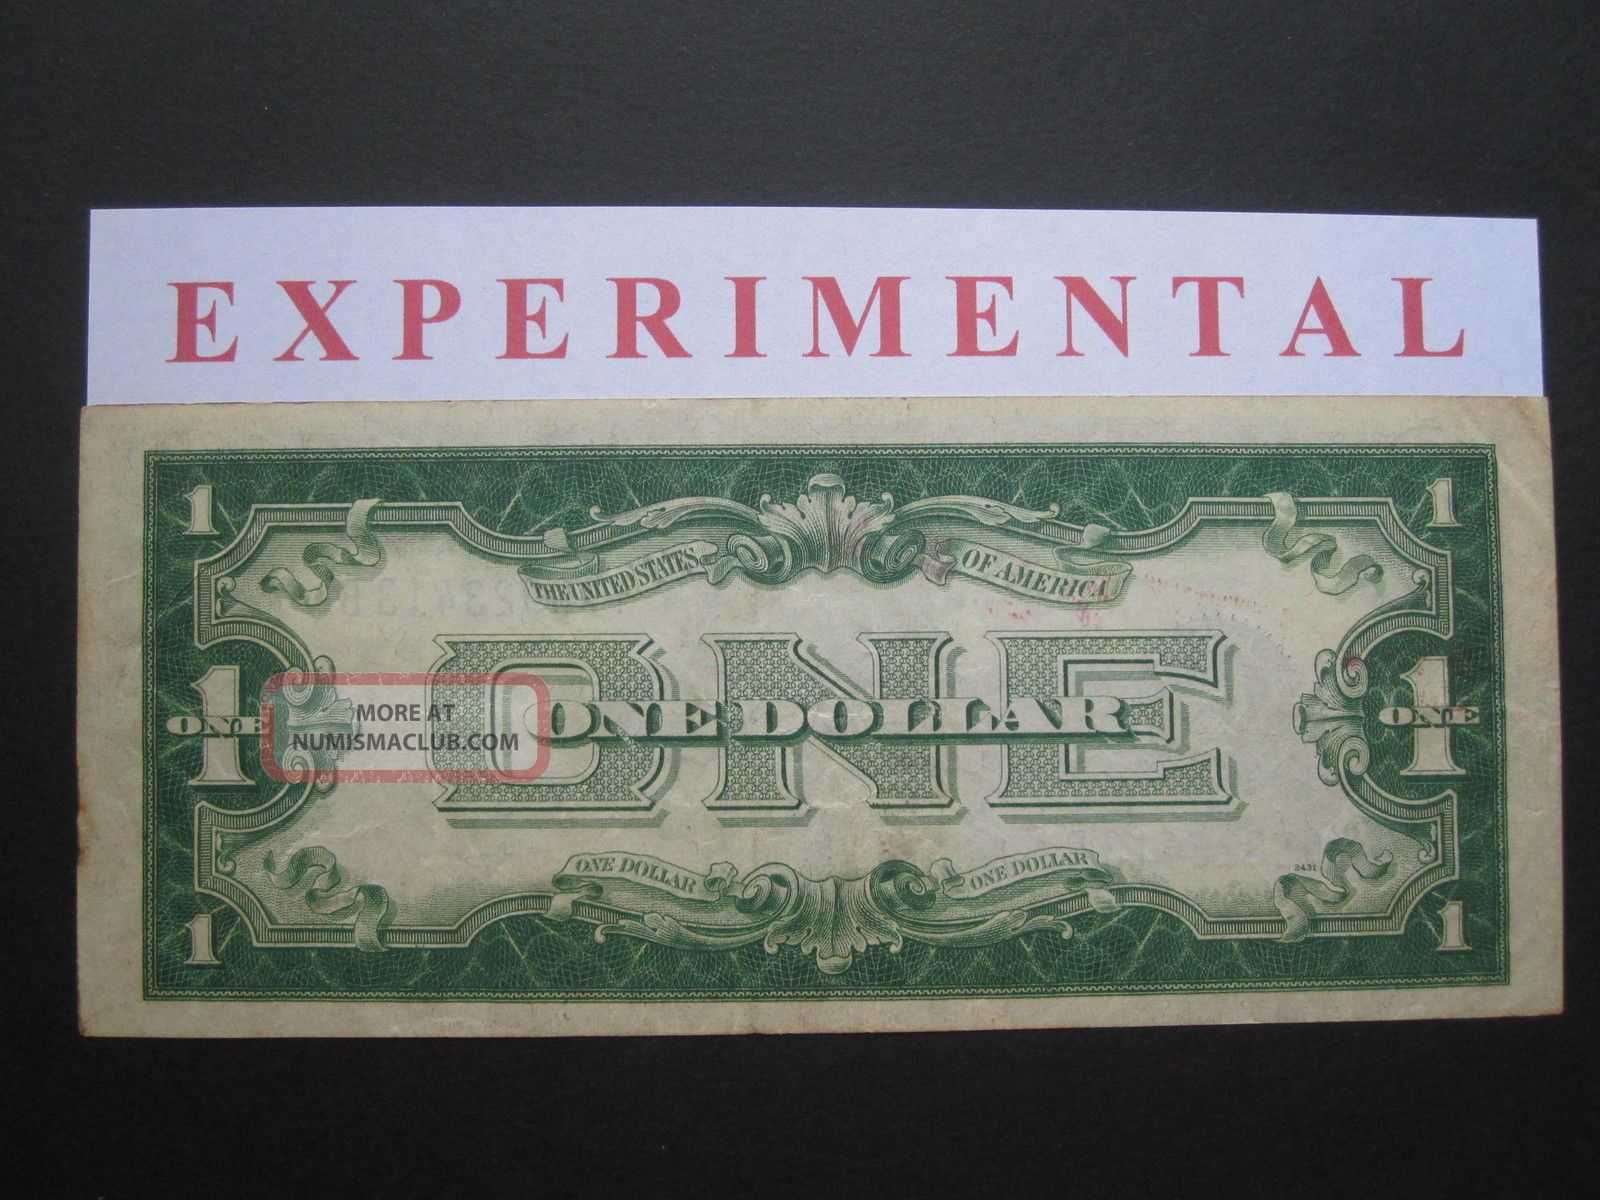 EXPERIMENTAL
1 1
THE UNITED STATES OF AMERICA
ONE
1 ONE 1 ONE
ONE DOLLAR
MORE AT
NUMISMACLUB.COM
ONE DOLLAR ONE DOLLAR
2431
1 1